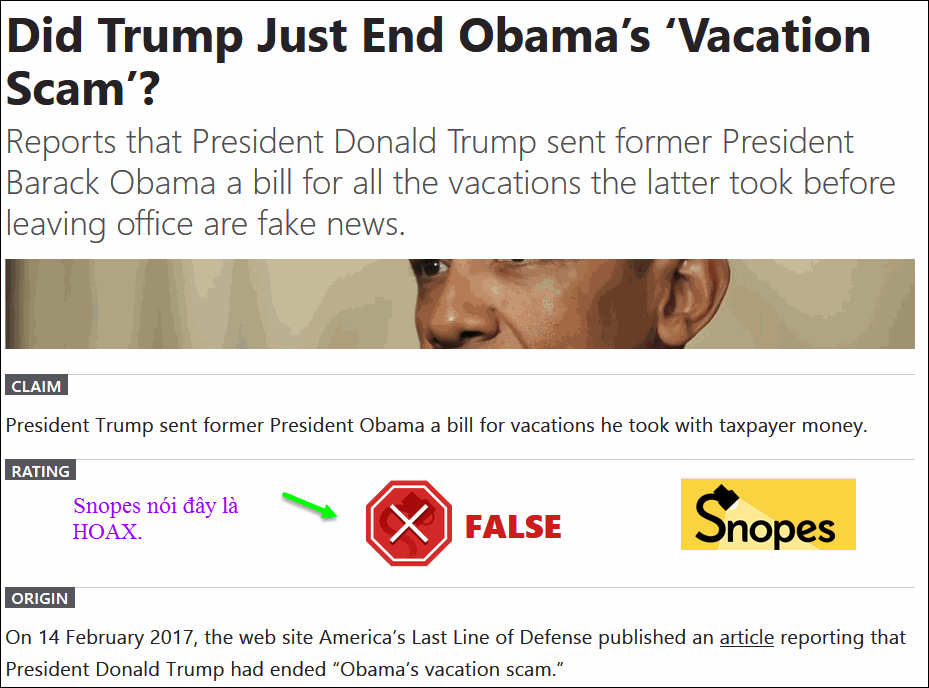 Did Trump Just End Obama’s ‘Vacation
Scam’?
Reports that President Donald Trump sent former President
Barack Obama a bill for all the vacations the latter took before
leaving office are fake news.
CLAIM
President Trump sent former President Obama a bill for vacations he took with taxpayer money.
RATING
Snopes nói đây là
HOAX.
FALSE
Snopes
ORIGIN
On 14 February 2017, the web site America’s Last Line of Defense published an article reporting that
President Donald Trump had ended “Obama’s vacation scam.”